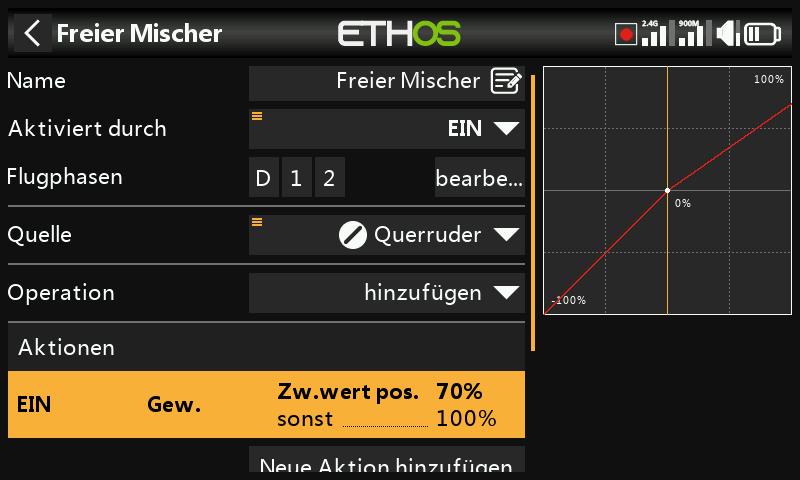 Freier Mischer
ETHOS
2.4G
900M
Name
Freier Mischer
Aktiviert durch
EIN
Flugphasen
D 1 2
bearbe...
Quelle
Querruder
Operation
hinzufügen
Aktionen
EIN
Gew.
Zw.wert pos. 70%
sonst 100%
Neue Aktion hinzufügen
100%
0%
-100%